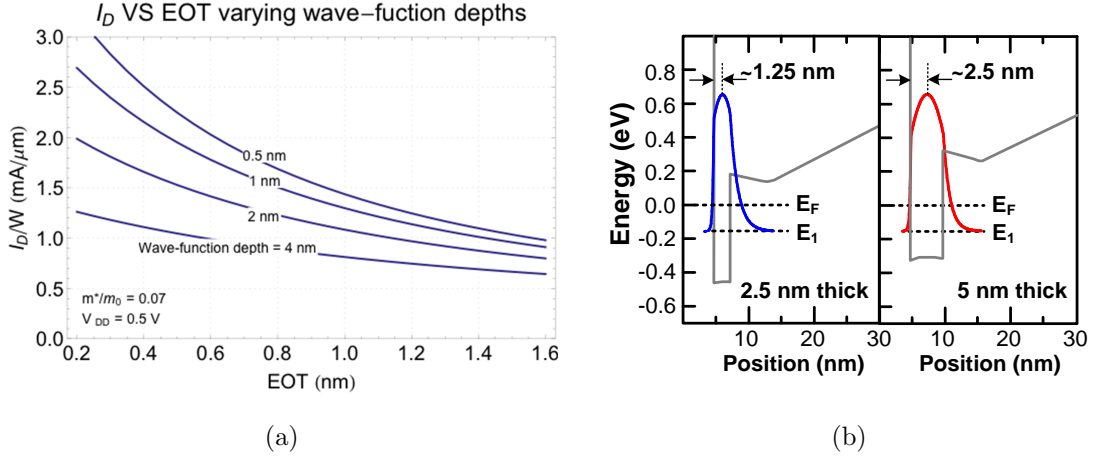 I_D VS EOT varying wave−fuction depths
3.0
2.5
2.0
1.5
1.0
0.5
0.0
I_D/W (mA/μm)
0.5 nm
1 nm
2 nm
Wave-function depth = 4 nm
m*/m_0 = 0.07
V_DD = 0.5 V
0.2 0.4 0.6 0.8 1.0 1.2 1.4 1.6
EOT (nm)
(a)
(b)
0.8
0.6
0.4
0.2
0.0
-0.2
-0.4
-0.6
Energy (eV)
~1.25 nm
E_F
E_1
2.5 nm thick
0 10 20 30
Position (nm)
~2.5 nm
E_F
E_1
5 nm thick
10 20 30
Position (nm)
(b)